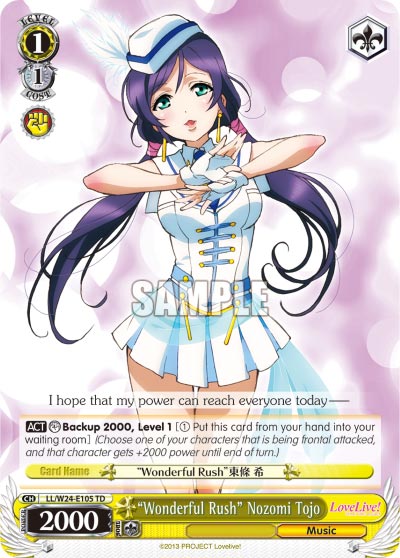 LEVEL
1
1
COST
SAMPLE
I hope that my power can reach everyone today—
ACT Backup 2000, Level 1 [① Put this card from your hand into your
waiting room] (Choose one of your characters that is being frontal attacked,
and that character gets +2000 power until end of turn.)
Card Name "Wonderful Rush"東條 希
CH LL/W24-E105 TD
POWER 2000
"Wonderful Rush" Nozomi Tojo
LoveLive!
Music
©2013 PROJECT Lovelive!